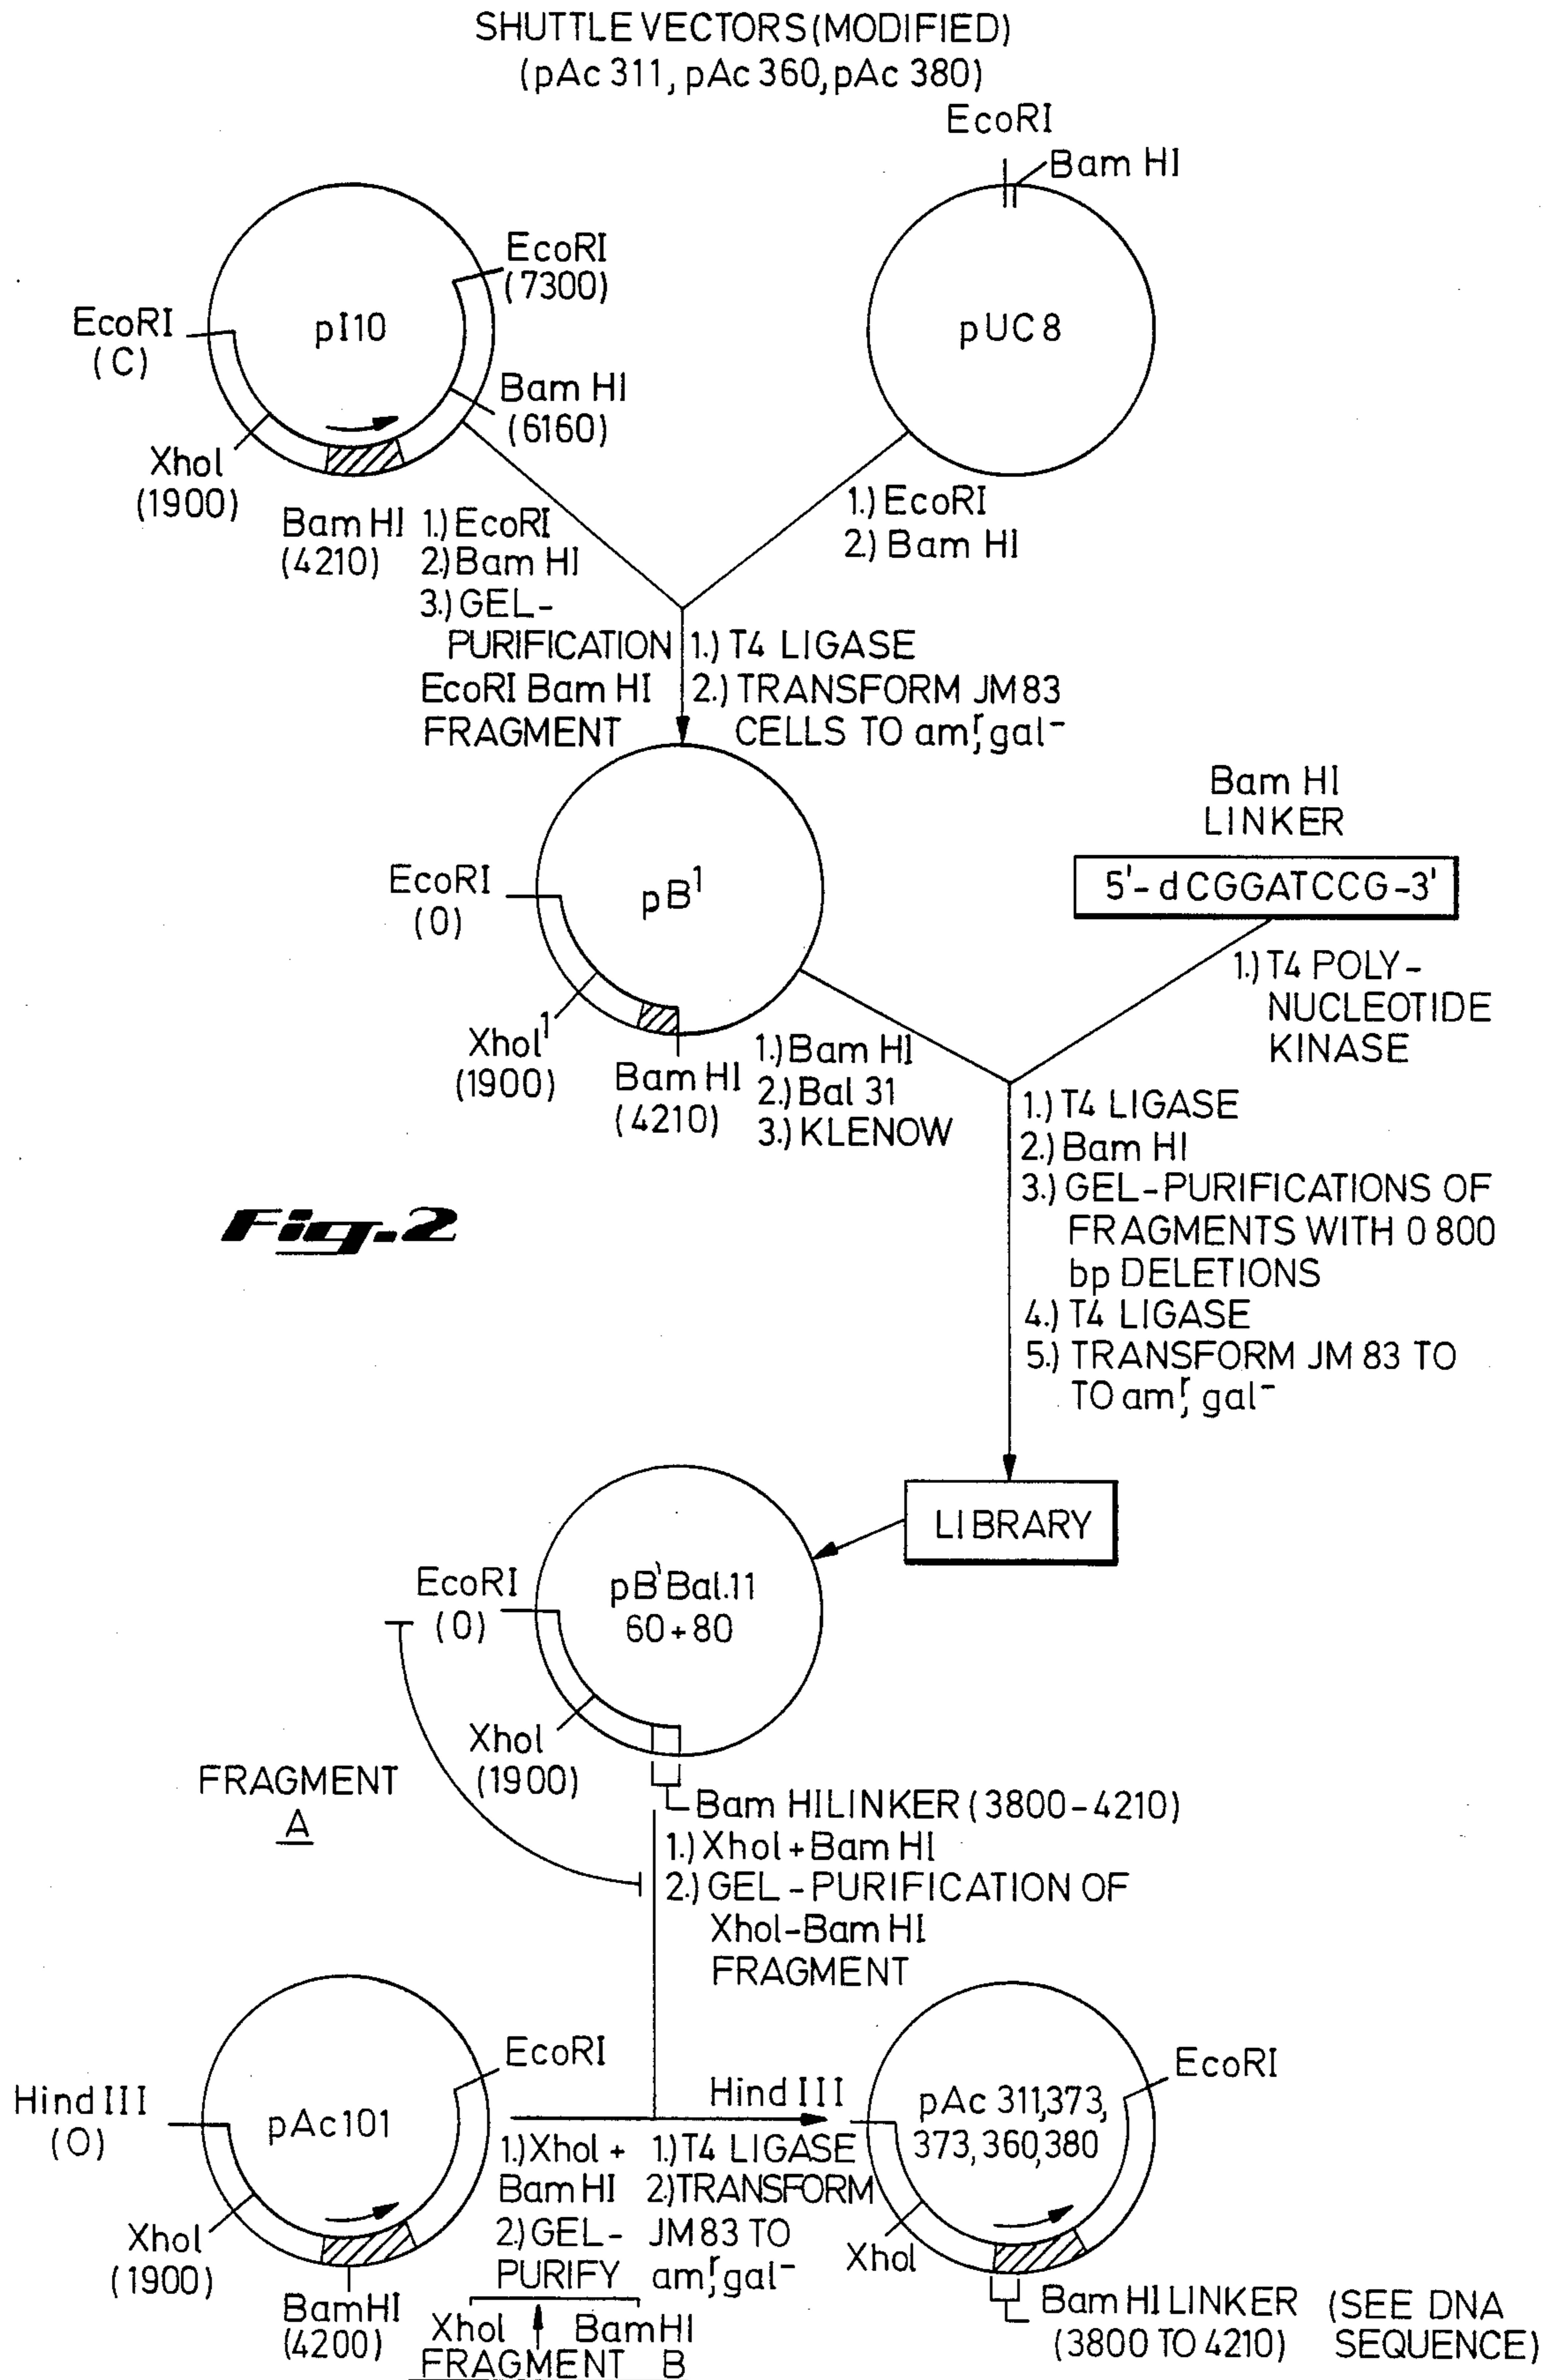 SHUTTLE VECTORS (MODIFIED)
(pAc 311, pAc 360, pAc 380)
EcoRI
Bam HI
EcoRI
(7300)
EcoRI
(C)
pI10
pUC8
Bam HI
(6160)
XhoI
(1900)
Bam HI
(4210)
1.) EcoRI
2.) Bam HI
3.) GEL-
PURIFICATION
EcoRI Bam HI
FRAGMENT
1.) EcoRI
2.) Bam HI
1.) T4 LIGASE
2.) TRANSFORM JM83
CELLS TO amʳ, gal⁻
Bam HI
LINKER
5'-dCGGATCCG-3'
EcoRI
(0)
pB¹
1.) T4 POLY-
NUCLEOTIDE
KINASE
XhoI¹
(1900)
Bam HI
(4210)
1.) Bam HI
2.) Bal 31
3.) KLENOW
1.) T4 LIGASE
2.) Bam HI
3.) GEL-PURIFICATIONS OF
FRAGMENTS WITH 0 800
bp DELETIONS
4.) T4 LIGASE
5.) TRANSFORM JM 83 TO
TO amʳ, gal⁻
Fig.2
LIBRARY
EcoRI
(0)
pB'Bal.11
60+80
XhoI
(1900)
FRAGMENT
A
Bam HI LINKER (3800-4210)
1.) XhoI + Bam HI
2.) GEL-PURIFICATION OF
XhoI-Bam HI
FRAGMENT
Hind III
(0)
pAc101
EcoRI
XhoI
(1900)
BamHI
(4200)
1.) XhoI +
Bam HI
2.) GEL-
PURIFY
XhoI BamHI
FRAGMENT B
1.) T4 LIGASE
2.) TRANSFORM
JM83 TO
amʳ, gal⁻
Hind III
pAc 311,373,
373,360,380
EcoRI
XhoI
Bam HI LINKER (SEE DNA
(3800 TO 4210) SEQUENCE)